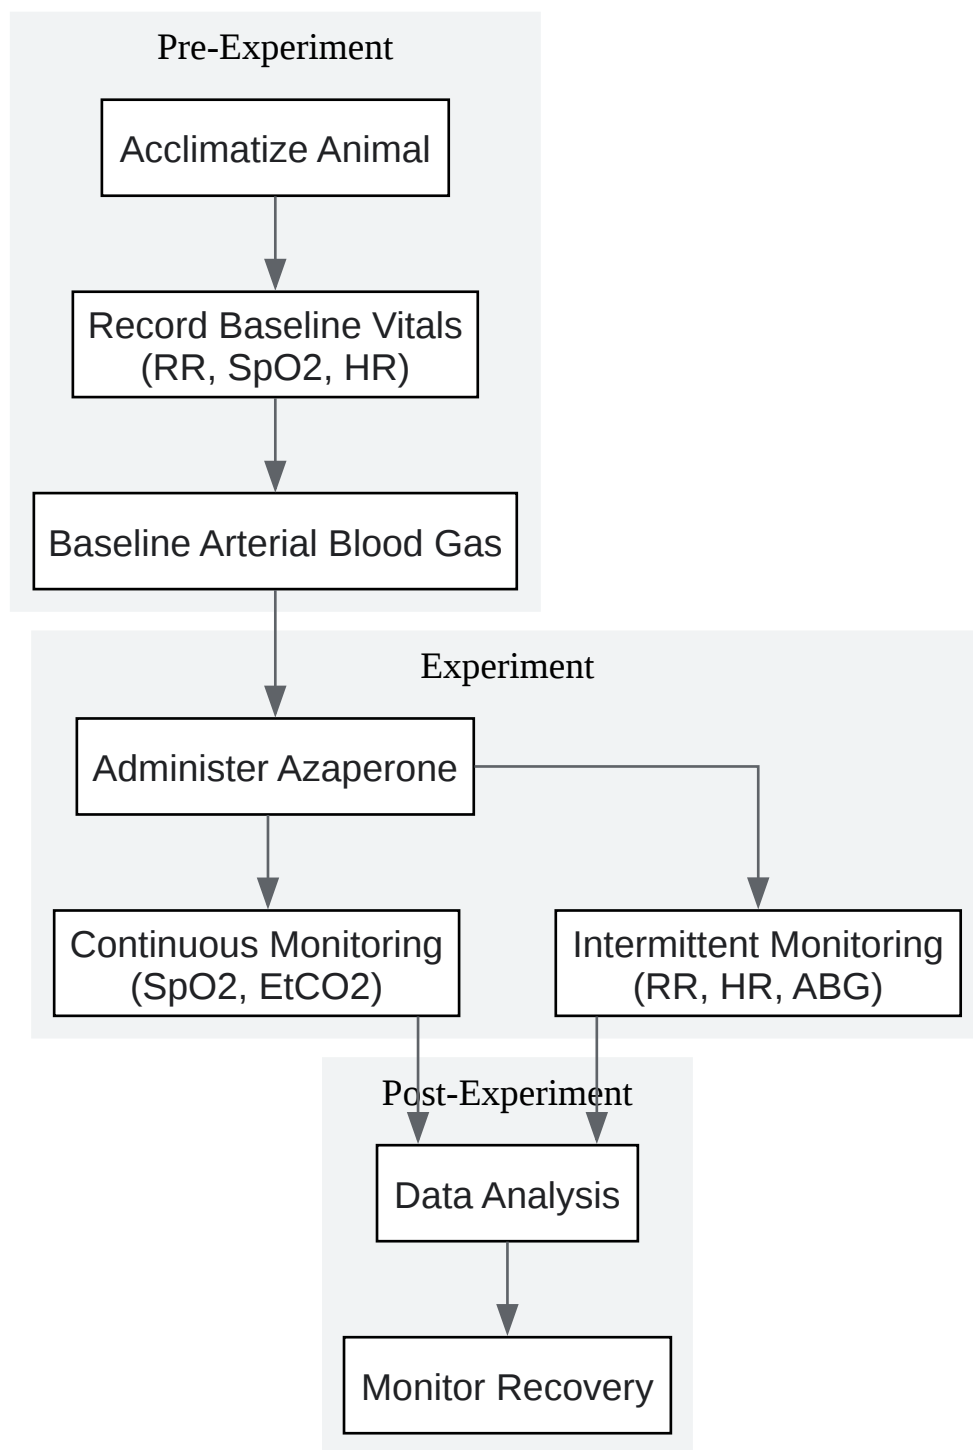 Pre-Experiment
Acclimatize Animal
Record Baseline Vitals
(RR, SpO2, HR)
Baseline Arterial Blood Gas
Experiment
Administer Azaperone
Continuous Monitoring
(SpO2, EtCO2)
Intermittent Monitoring
(RR, HR, ABG)
Post-Experiment
Data Analysis
Monitor Recovery